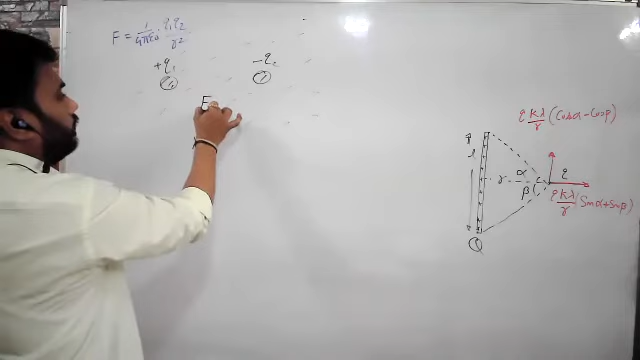 F = 1/4πε0 · q1q2/r²
+q1
-q2
F
q Kλ/r (Cosα - Cosβ)
l
r
α
β
q
q Kλ/r (Sinα + Sinβ)